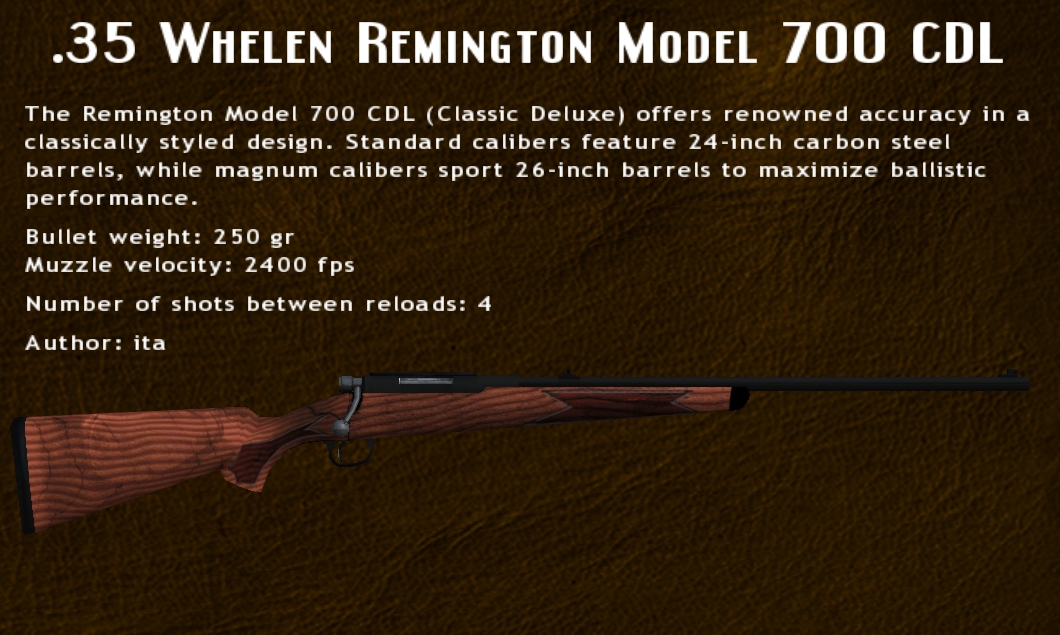 .35 Whelen Remington Model 700 CDL
The Remington Model 700 CDL (Classic Deluxe) offers renowned accuracy in a
classically styled design. Standard calibers feature 24-inch carbon steel
barrels, while magnum calibers sport 26-inch barrels to maximize ballistic
performance.
Bullet weight: 250 gr
Muzzle velocity: 2400 fps
Number of shots between reloads: 4
Author: ita